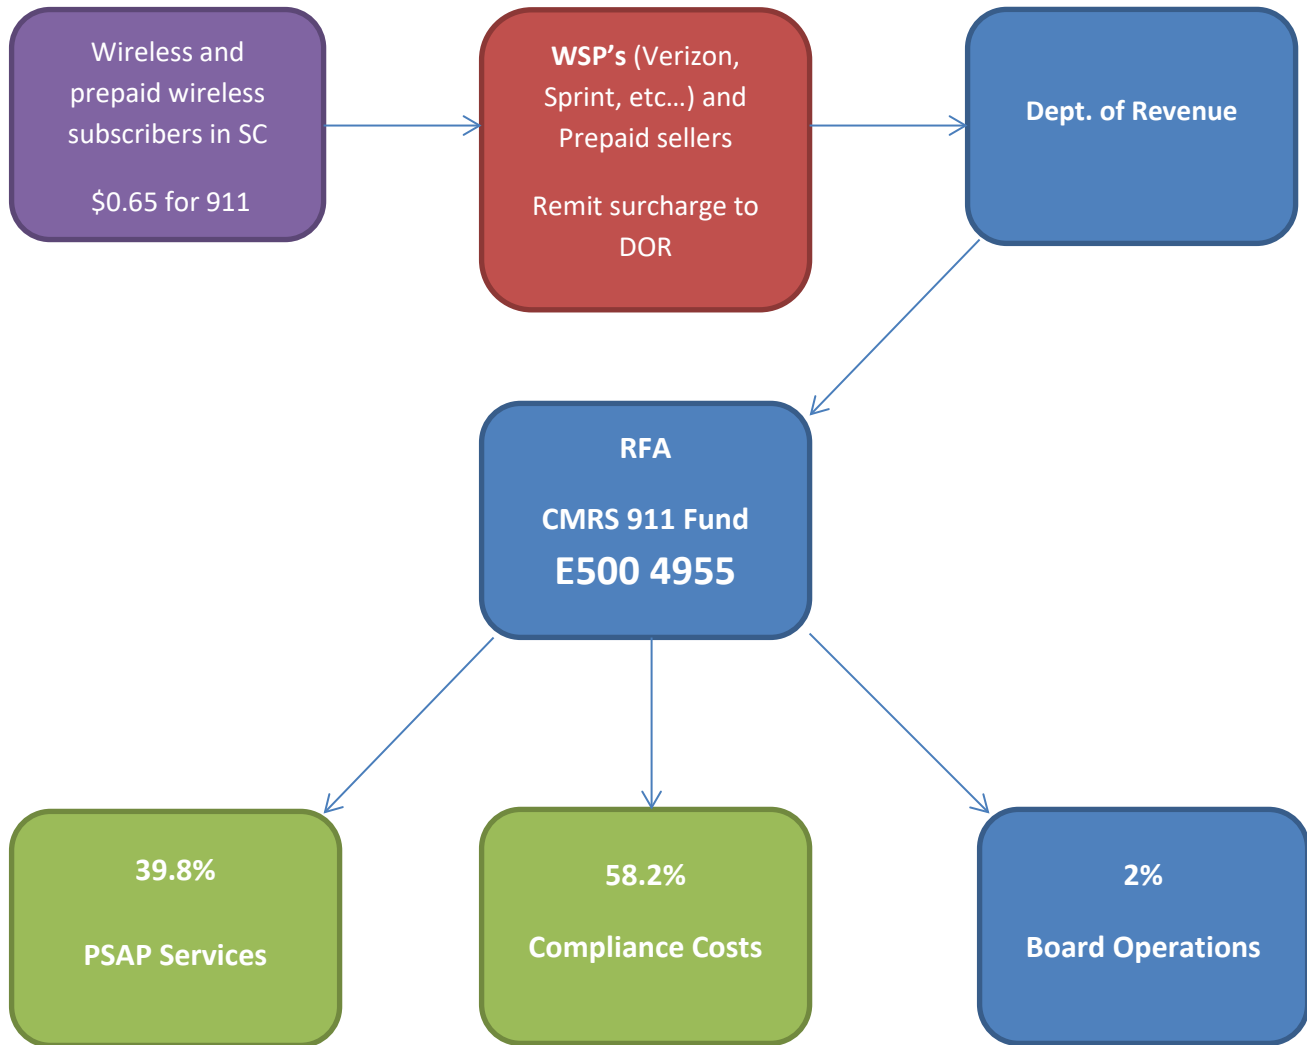 Wireless and
prepaid wireless
subscribers in SC
$0.65 for 911
WSP’s (Verizon,
Sprint, etc…) and
Prepaid sellers
Remit surcharge to
DOR
Dept. of Revenue
RFA
CMRS 911 Fund
E500 4955
39.8%
PSAP Services
58.2%
Compliance Costs
2%
Board Operations